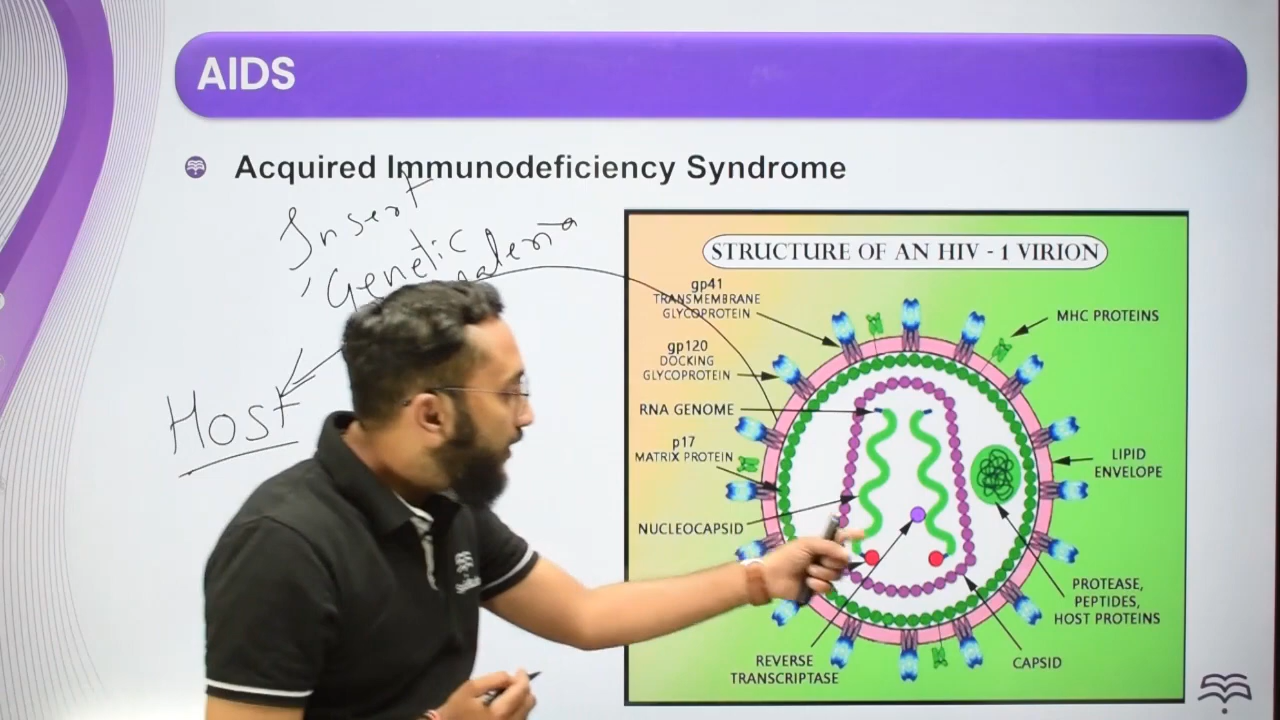 AIDS
Acquired Immunodeficiency Syndrome
Insert
Genetic
Host
STRUCTURE OF AN HIV - 1 VIRION
gp41
TRANSMEMBRANE
GLYCOPROTEIN
gp120
DOCKING
GLYCOPROTEIN
RNA GENOME
p17
MATRIX PROTEIN
NUCLEOCAPSID
REVERSE
TRANSCRIPTASE
MHC PROTEINS
LIPID
ENVELOPE
PROTEASE,
PEPTIDES,
HOST PROTEINS
CAPSID